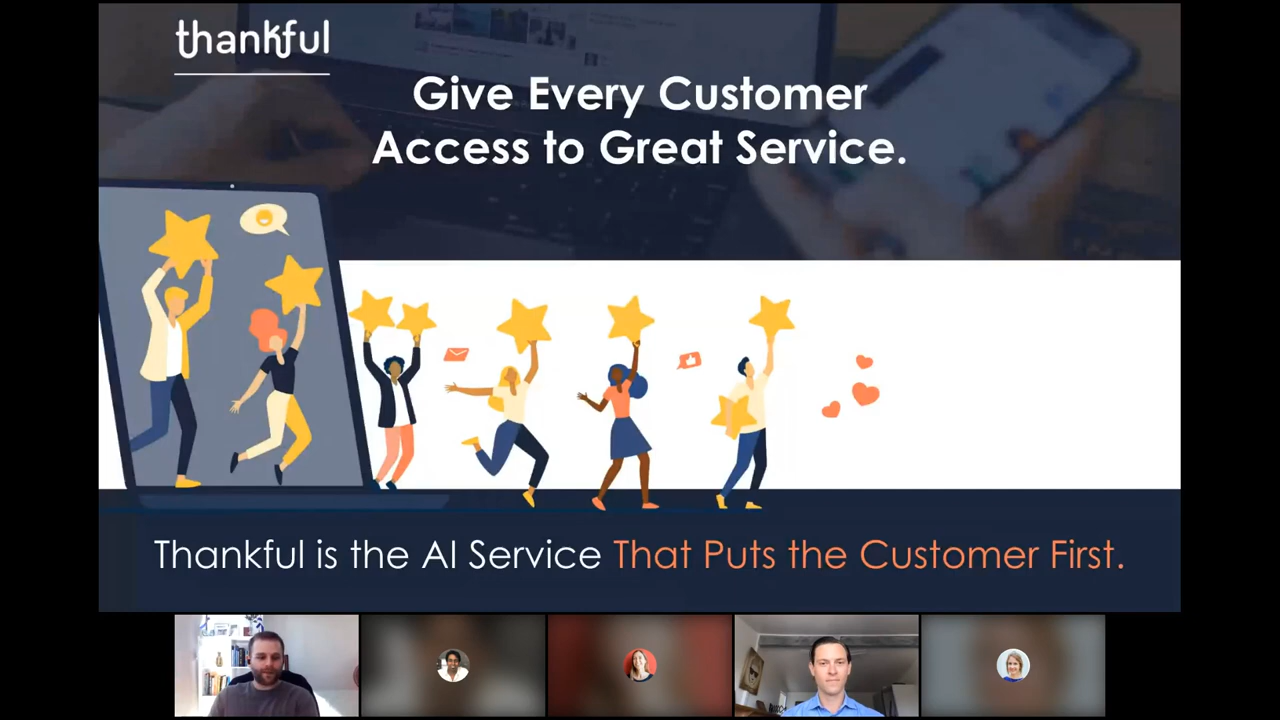 thankful
Give Every Customer
Access to Great Service.
Thankful is the AI Service That Puts the Customer First.